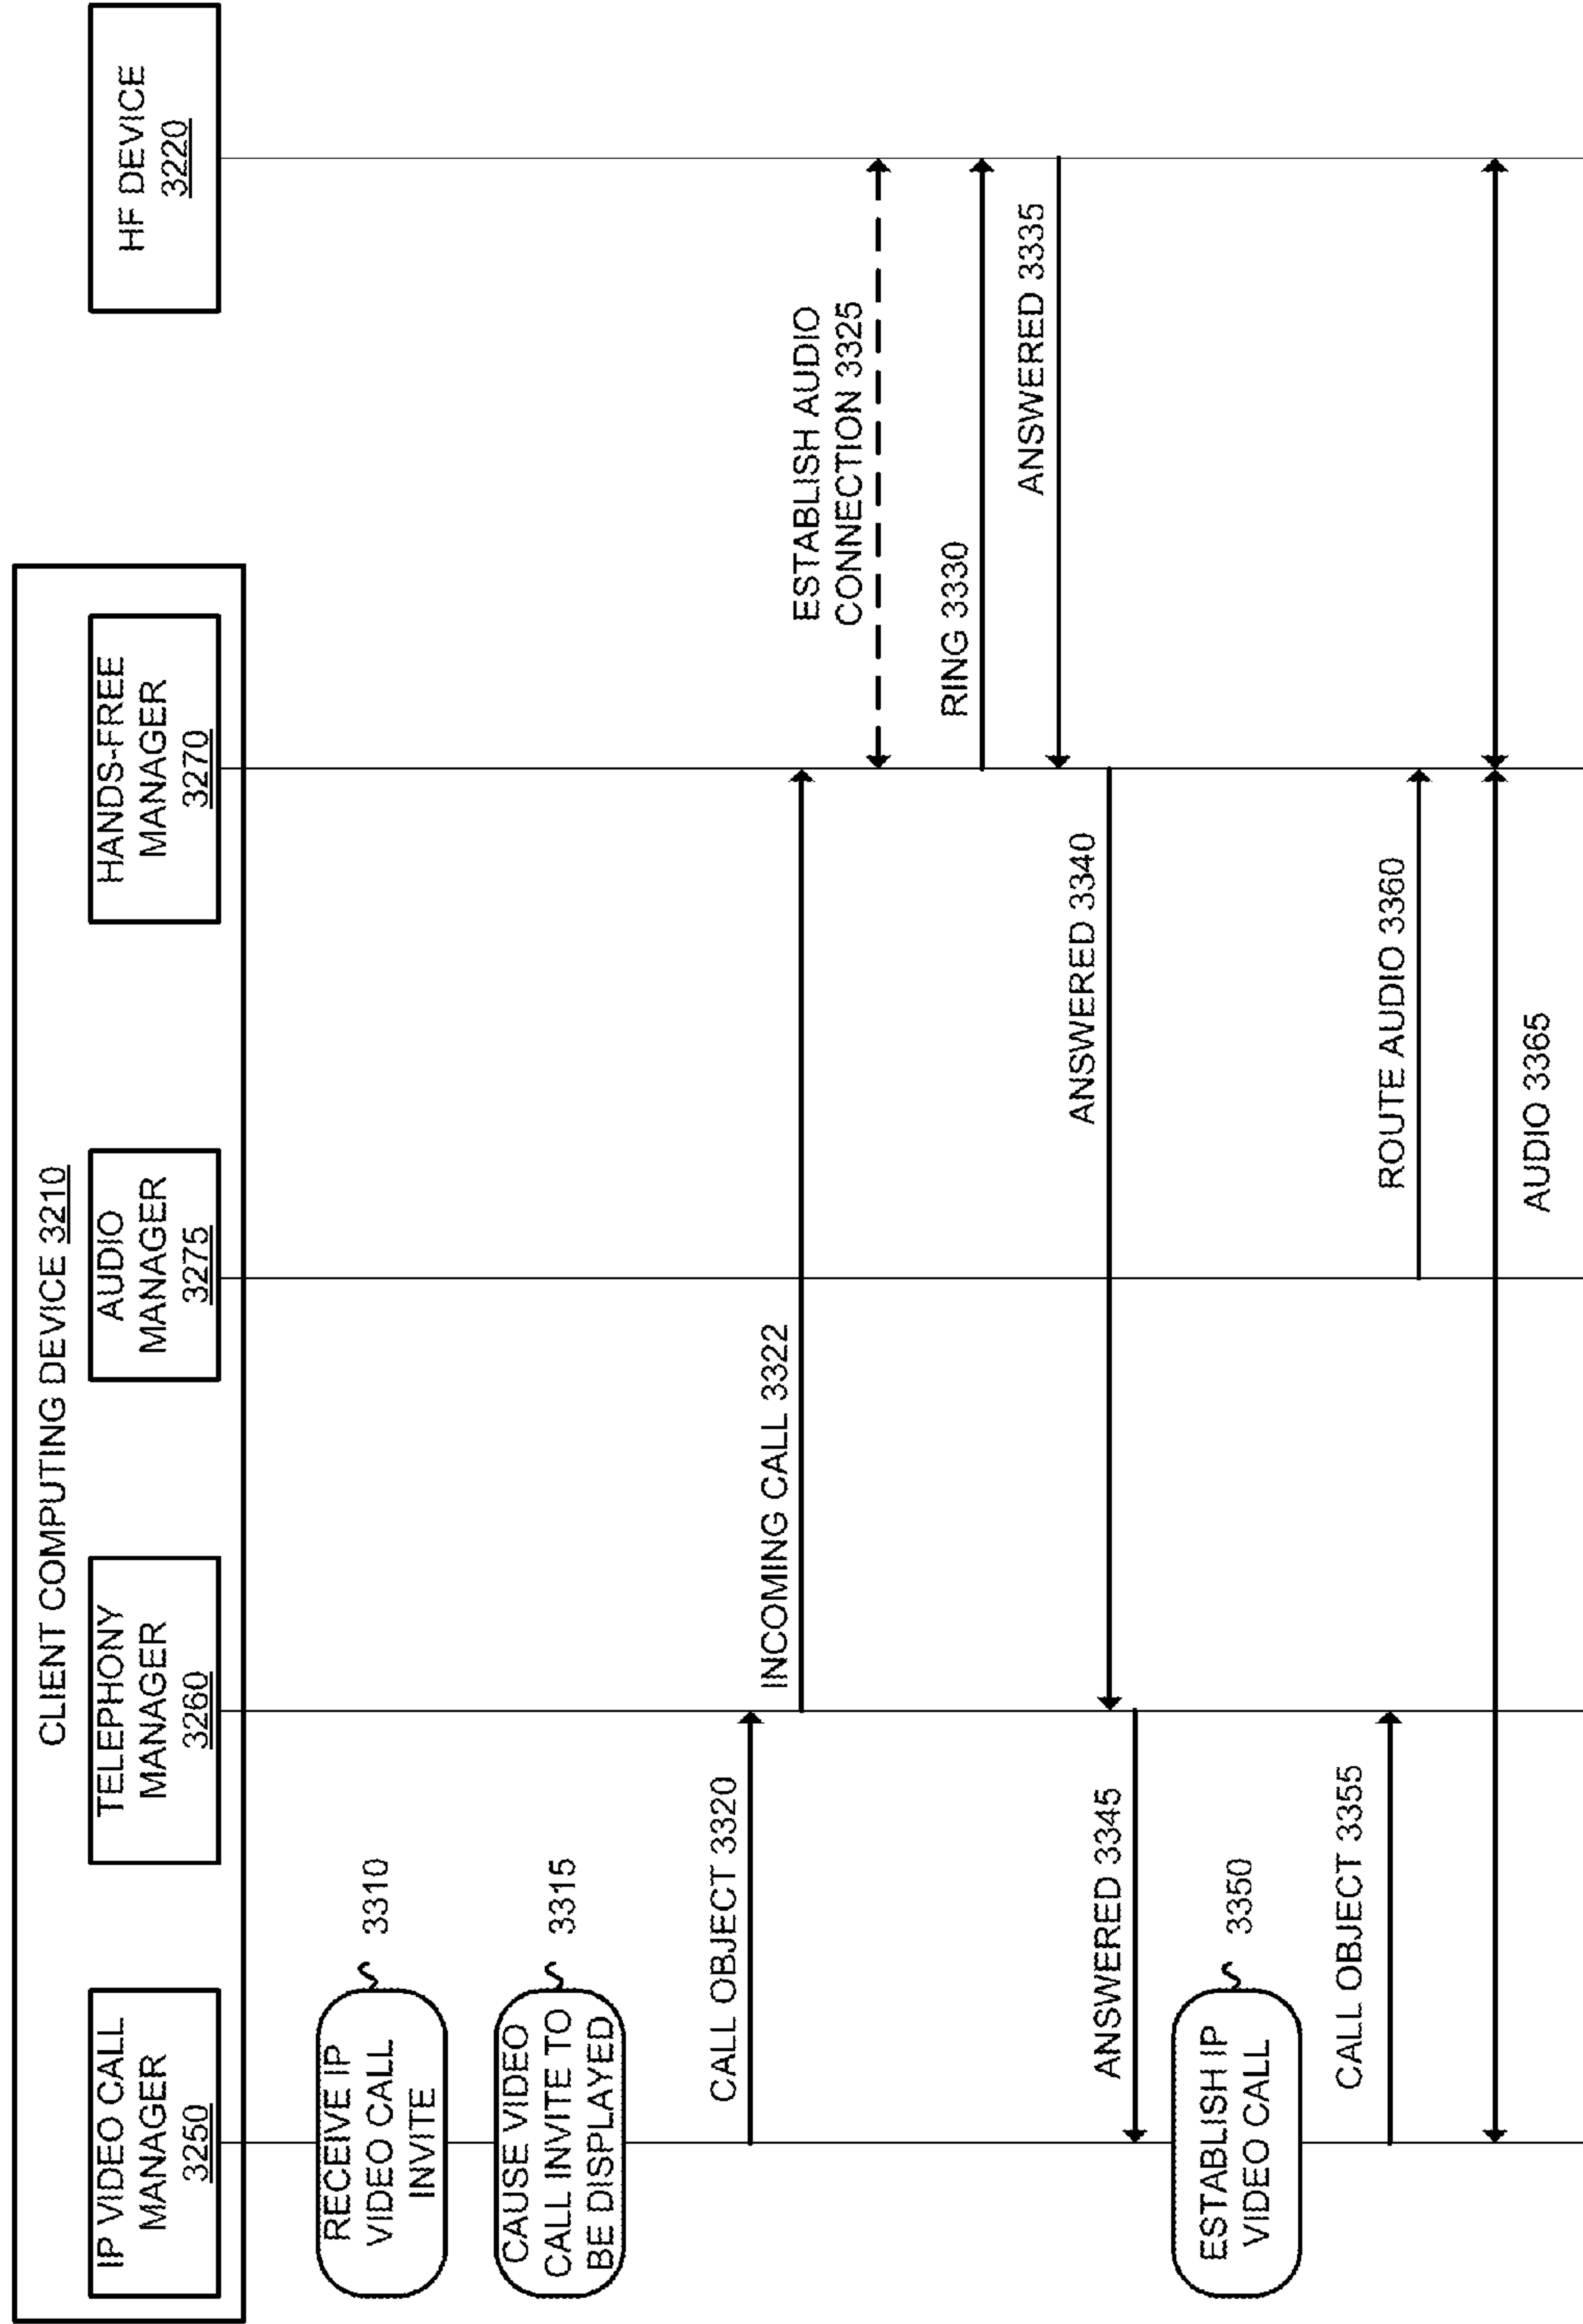 CLIENT COMPUTING DEVICE 3210
IP VIDEO CALL
MANAGER
3250
TELEPHONY
MANAGER
3260
AUDIO
MANAGER
3275
HANDS-FREE
MANAGER
3270
HF DEVICE
3220
RECEIVE IP
VIDEO CALL
INVITE
3310
CAUSE VIDEO
CALL INVITE TO
BE DISPLAYED
3315
CALL OBJECT 3320
INCOMING CALL 3322
ESTABLISH AUDIO
CONNECTION 3325
RING 3330
ANSWERED 3335
ANSWERED 3340
ANSWERED 3345
ESTABLISH IP
VIDEO CALL
3350
CALL OBJECT 3355
ROUTE AUDIO 3360
AUDIO 3365